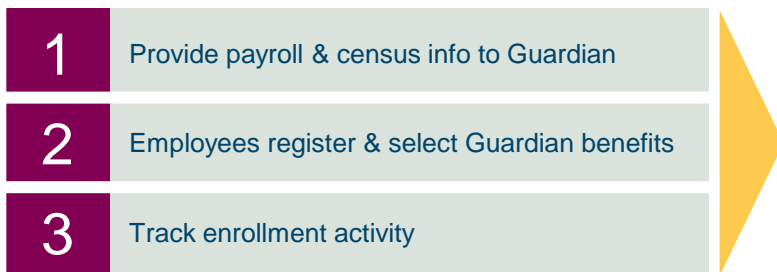 1 Provide payroll & census info to Guardian
2 Employees register & select Guardian benefits
3 Track enrollment activity